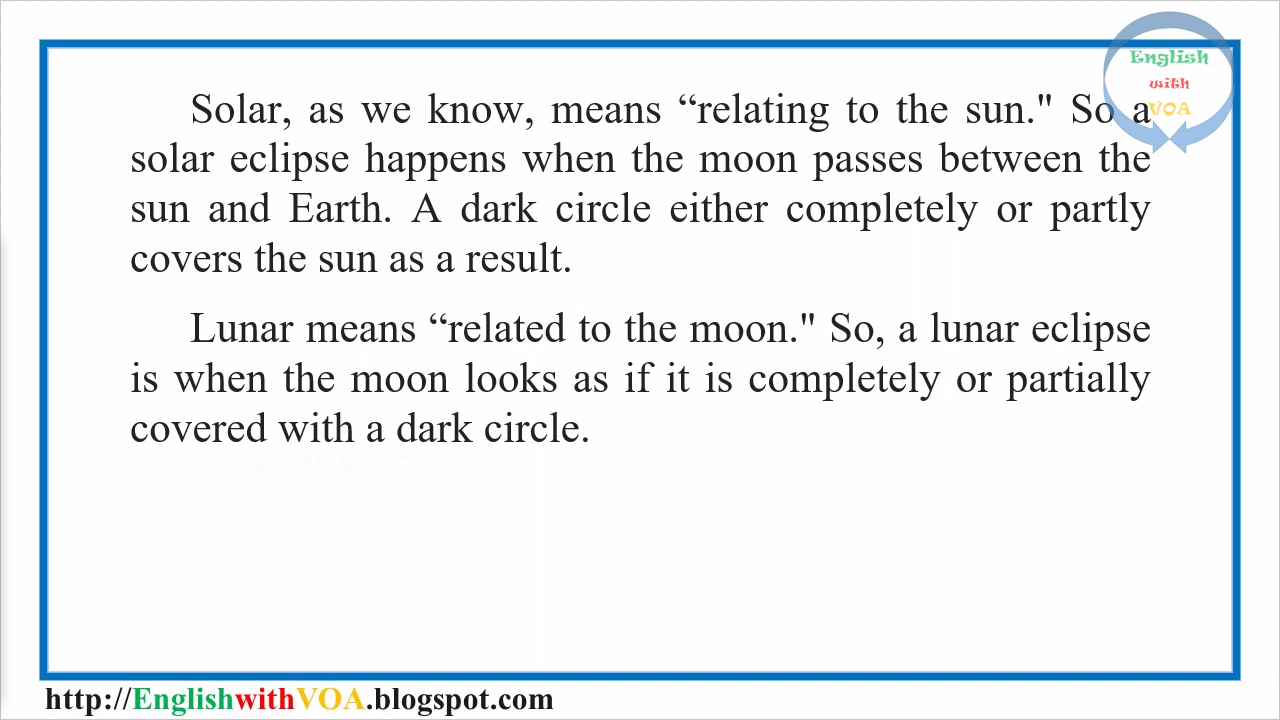 English
with
VOA
Solar, as we know, means “relating to the sun." So a
solar eclipse happens when the moon passes between the
sun and Earth. A dark circle either completely or partly
covers the sun as a result.
Lunar means “related to the moon." So, a lunar eclipse
is when the moon looks as if it is completely or partially
covered with a dark circle.
http://EnglishwithVOA.blogspot.com